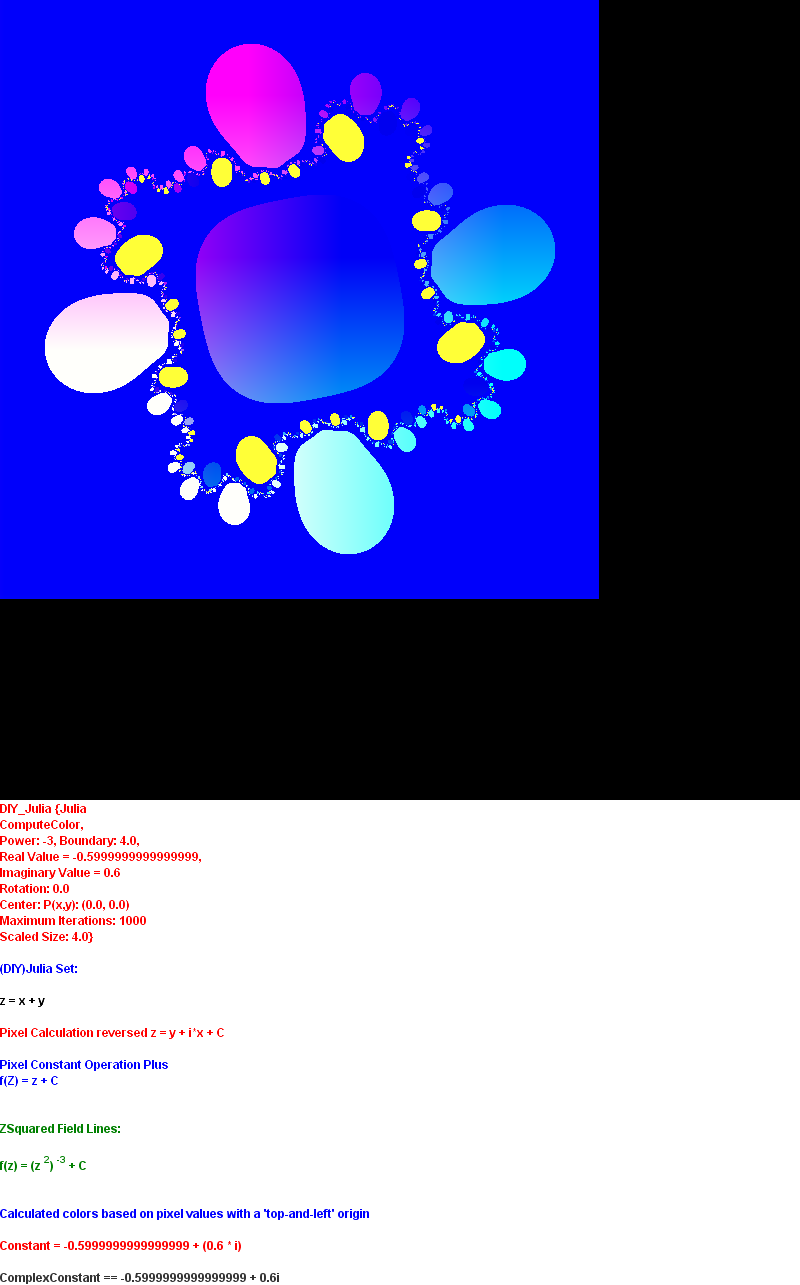 DIY_Julia {Julia
ComputeColor,
Power: -3, Boundary: 4.0,
Real Value = -0.5999999999999999,
Imaginary Value = 0.6
Rotation: 0.0
Center: P(x,y): (0.0, 0.0)
Maximum Iterations: 1000
Scaled Size: 4.0}
(DIY)Julia Set:
z = x + y
Pixel Calculation reversed z = y + i*x + C
Pixel Constant Operation Plus
f(Z) = z + C
ZSquared Field Lines:
f(z) = (z 2) -3 + C
Calculated colors based on pixel values with a 'top-and-left' origin
Constant = -0.5999999999999999 + (0.6 * i)
ComplexConstant == -0.5999999999999999 + 0.6i